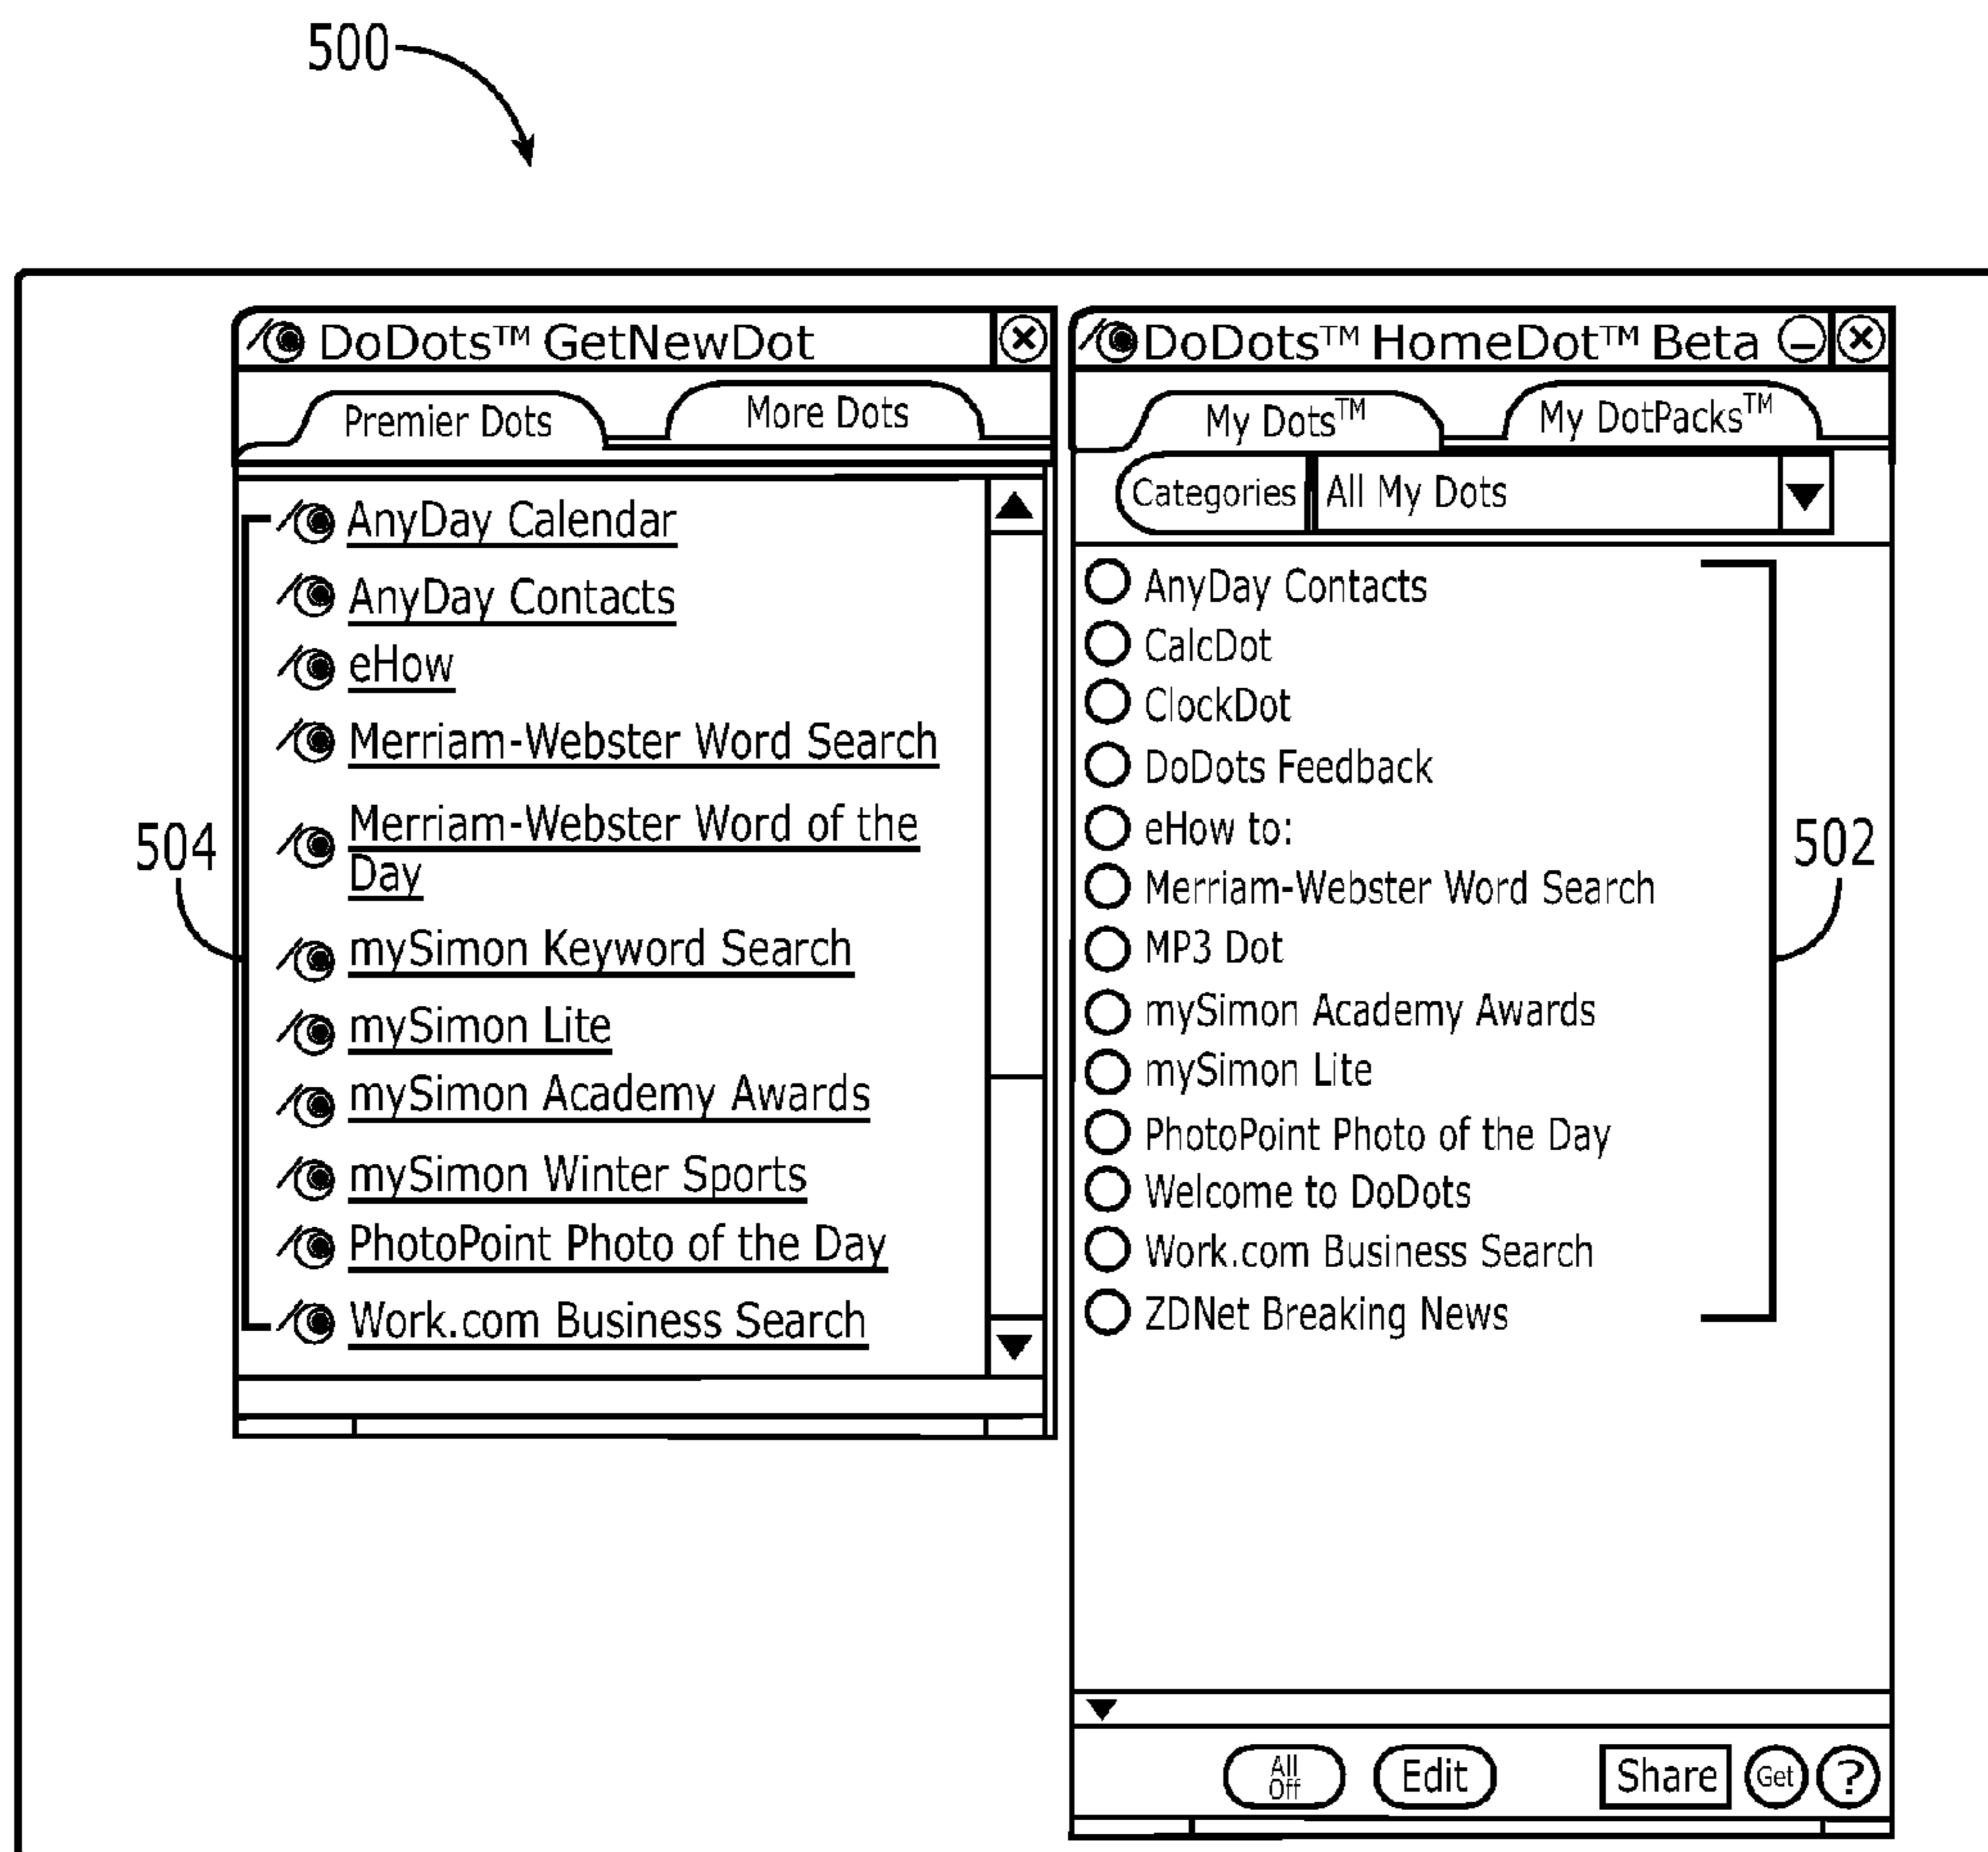 500
DoDots™ GetNewDot
Premier Dots
More Dots
AnyDay Calendar
AnyDay Contacts
eHow
Merriam-Webster Word Search
Merriam-Webster Word of the
Day
mySimon Keyword Search
mySimon Lite
mySimon Academy Awards
mySimon Winter Sports
PhotoPoint Photo of the Day
Work.com Business Search
504
DoDots™ HomeDot™ Beta
My Dots™
My DotPacks™
Categories
All My Dots
AnyDay Contacts
CalcDot
ClockDot
DoDots Feedback
eHow to:
Merriam-Webster Word Search
MP3 Dot
mySimon Academy Awards
mySimon Lite
PhotoPoint Photo of the Day
Welcome to DoDots
Work.com Business Search
ZDNet Breaking News
502
All
Off
Edit
Share
Get
?